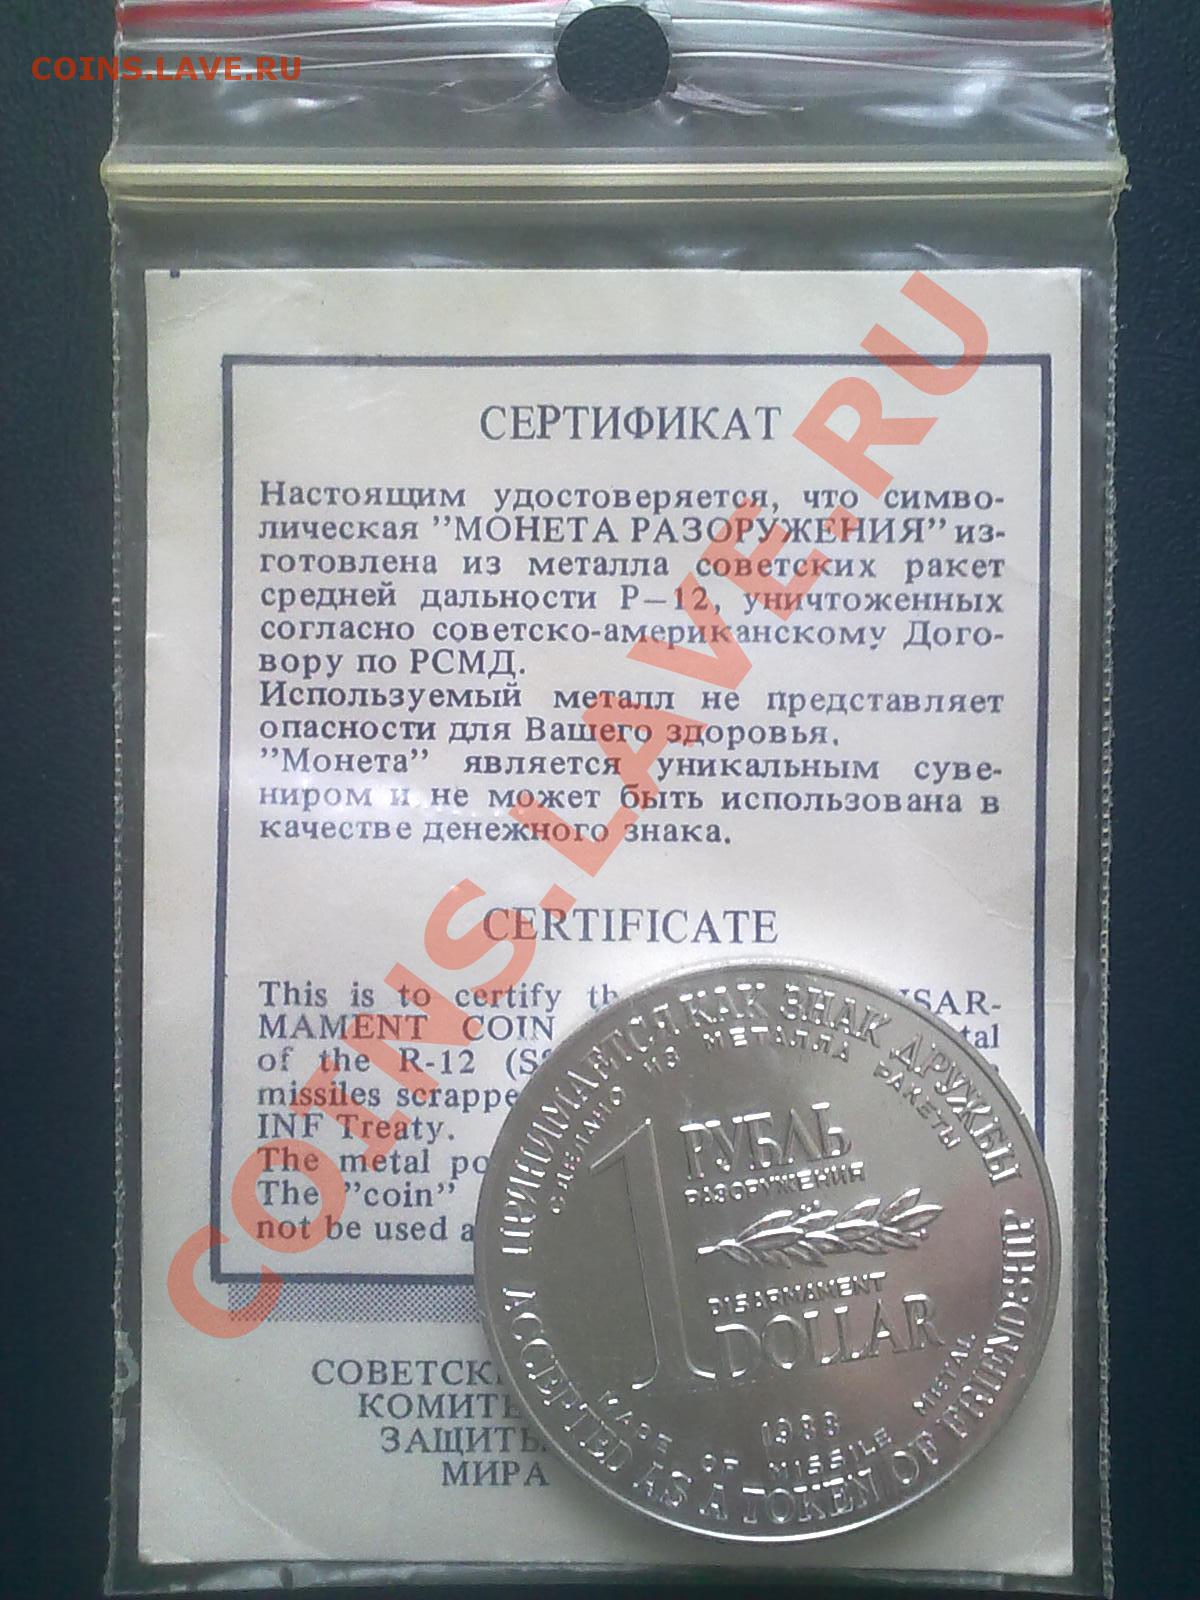 COINS.LAVE.RU
СЕРТИФИКАТ
Настоящим удостоверяется, что симво-
лическая "МОНЕТА РАЗОРУЖЕНИЯ" из-
готовлена из металла советских ракет
средней дальности Р—12, уничтоженных
согласно советско-американскому Дого-
вору по РСМД.
Используемый металл не представляет
опасности для Вашего здоровья.
"Монета" является уникальным суве-
ниром и не может быть использована в
качестве денежного знака.
CERTIFICATE
This is to certify
MAMENT COIN
of the R-12
missiles
INF Treaty.
The metal
The "coin"
not be used
КОМИТЕ
ЗАЩИТЫ
МИРА
ПРИНИМАЕТСЯ КАК ЗНАК ДРУЖБЫ
СДЕЛАНО ИЗ МЕТАЛЛА РАКЕТЫ
1 РУБЛЬ
РАЗОРУЖЕНИЯ
DISARMAMENT
DOLLAR
1988
MADE OF MISSILE METAL
ACCEPTED AS A TOKEN OF FRIENDSHIP
COINS.LAVE.RU